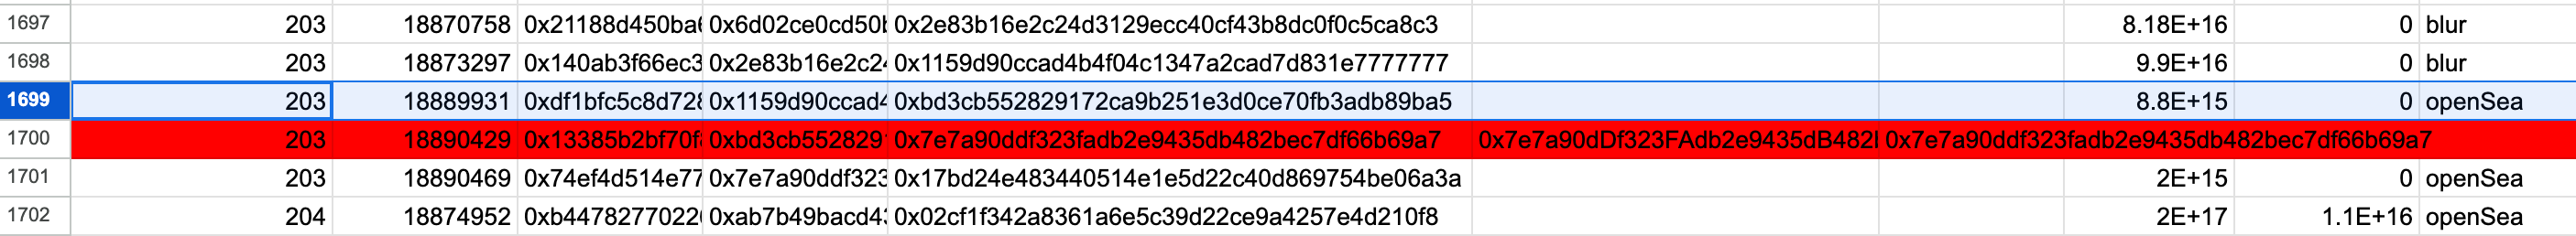 1697 203 18870758 0x21188d450ba 0x6d02ce0cd50 0x2e83b16e2c24d3129ecc40cf43b8dc0f0c5ca8c3 8.18E+16 0 blur
1698 203 18873297 0x140ab3f66ec3 0x2e83b16e2c2 0x1159d90ccad4b4f04c1347a2cad7d831e7777777 9.9E+16 0 blur
1699 203 18889931 0xdf1bfc5c8d728 0x1159d90ccad4 0xbd3cb552829172ca9b251e3d0ce70fb3adb89ba5 8.8E+15 0 openSea
1700 203 18890429 0x13385b2bf70f 0xbd3cb552829 0x7e7a90ddf323fadb2e9435db482bec7df66b69a7 0x7e7a90dDf323FAdb2e9435dB482 0x7e7a90ddf323fadb2e9435db482bec7df66b69a7
1701 203 18890469 0x74ef4d514e77 0x7e7a90ddf323 0x17bd24e483440514e1e5d22c40d869754be06a3a 2E+15 0 openSea
1702 204 18874952 0xb4478277022 0xab7b49bacd4 0x02cf1f342a8361a6e5c39d22ce9a4257e4d210f8 2E+17 1.1E+16 openSea